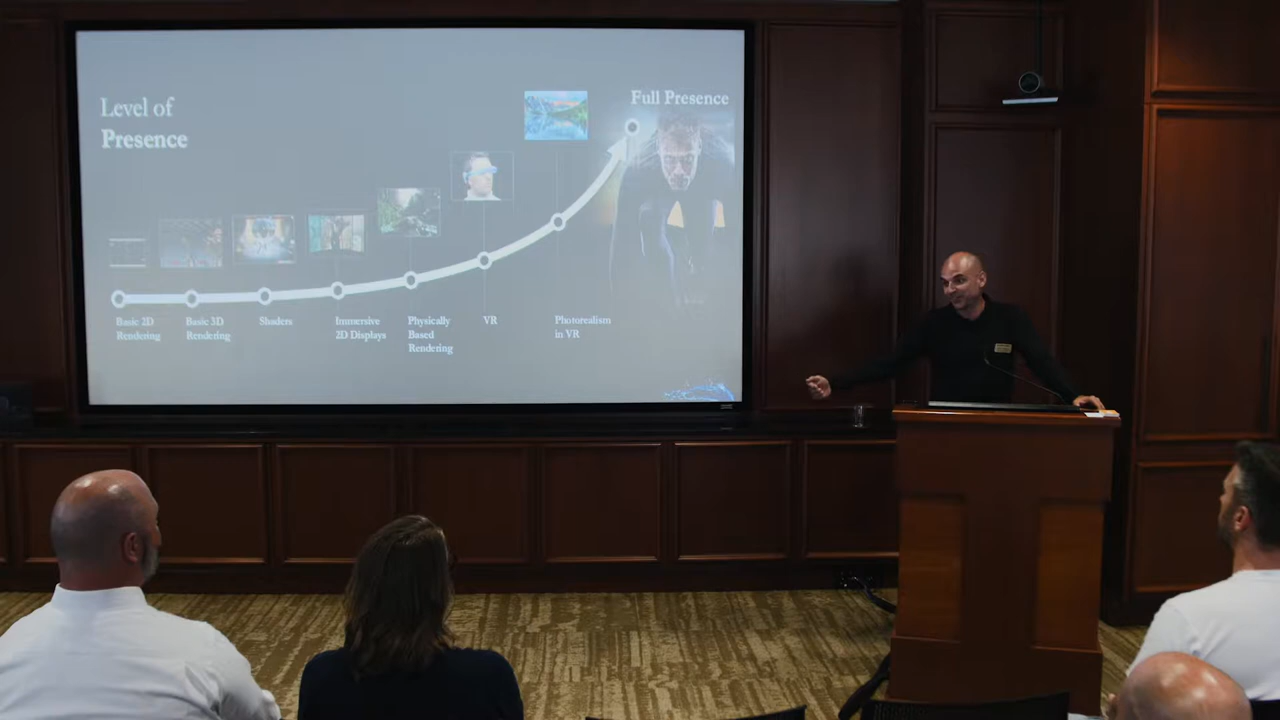 Level of
Presence
Full Presence
Basic 2D
Rendering
Basic 3D
Rendering
Shaders
Immersive
2D Displays
Physically
Based
Rendering
VR
Photorealism
in VR